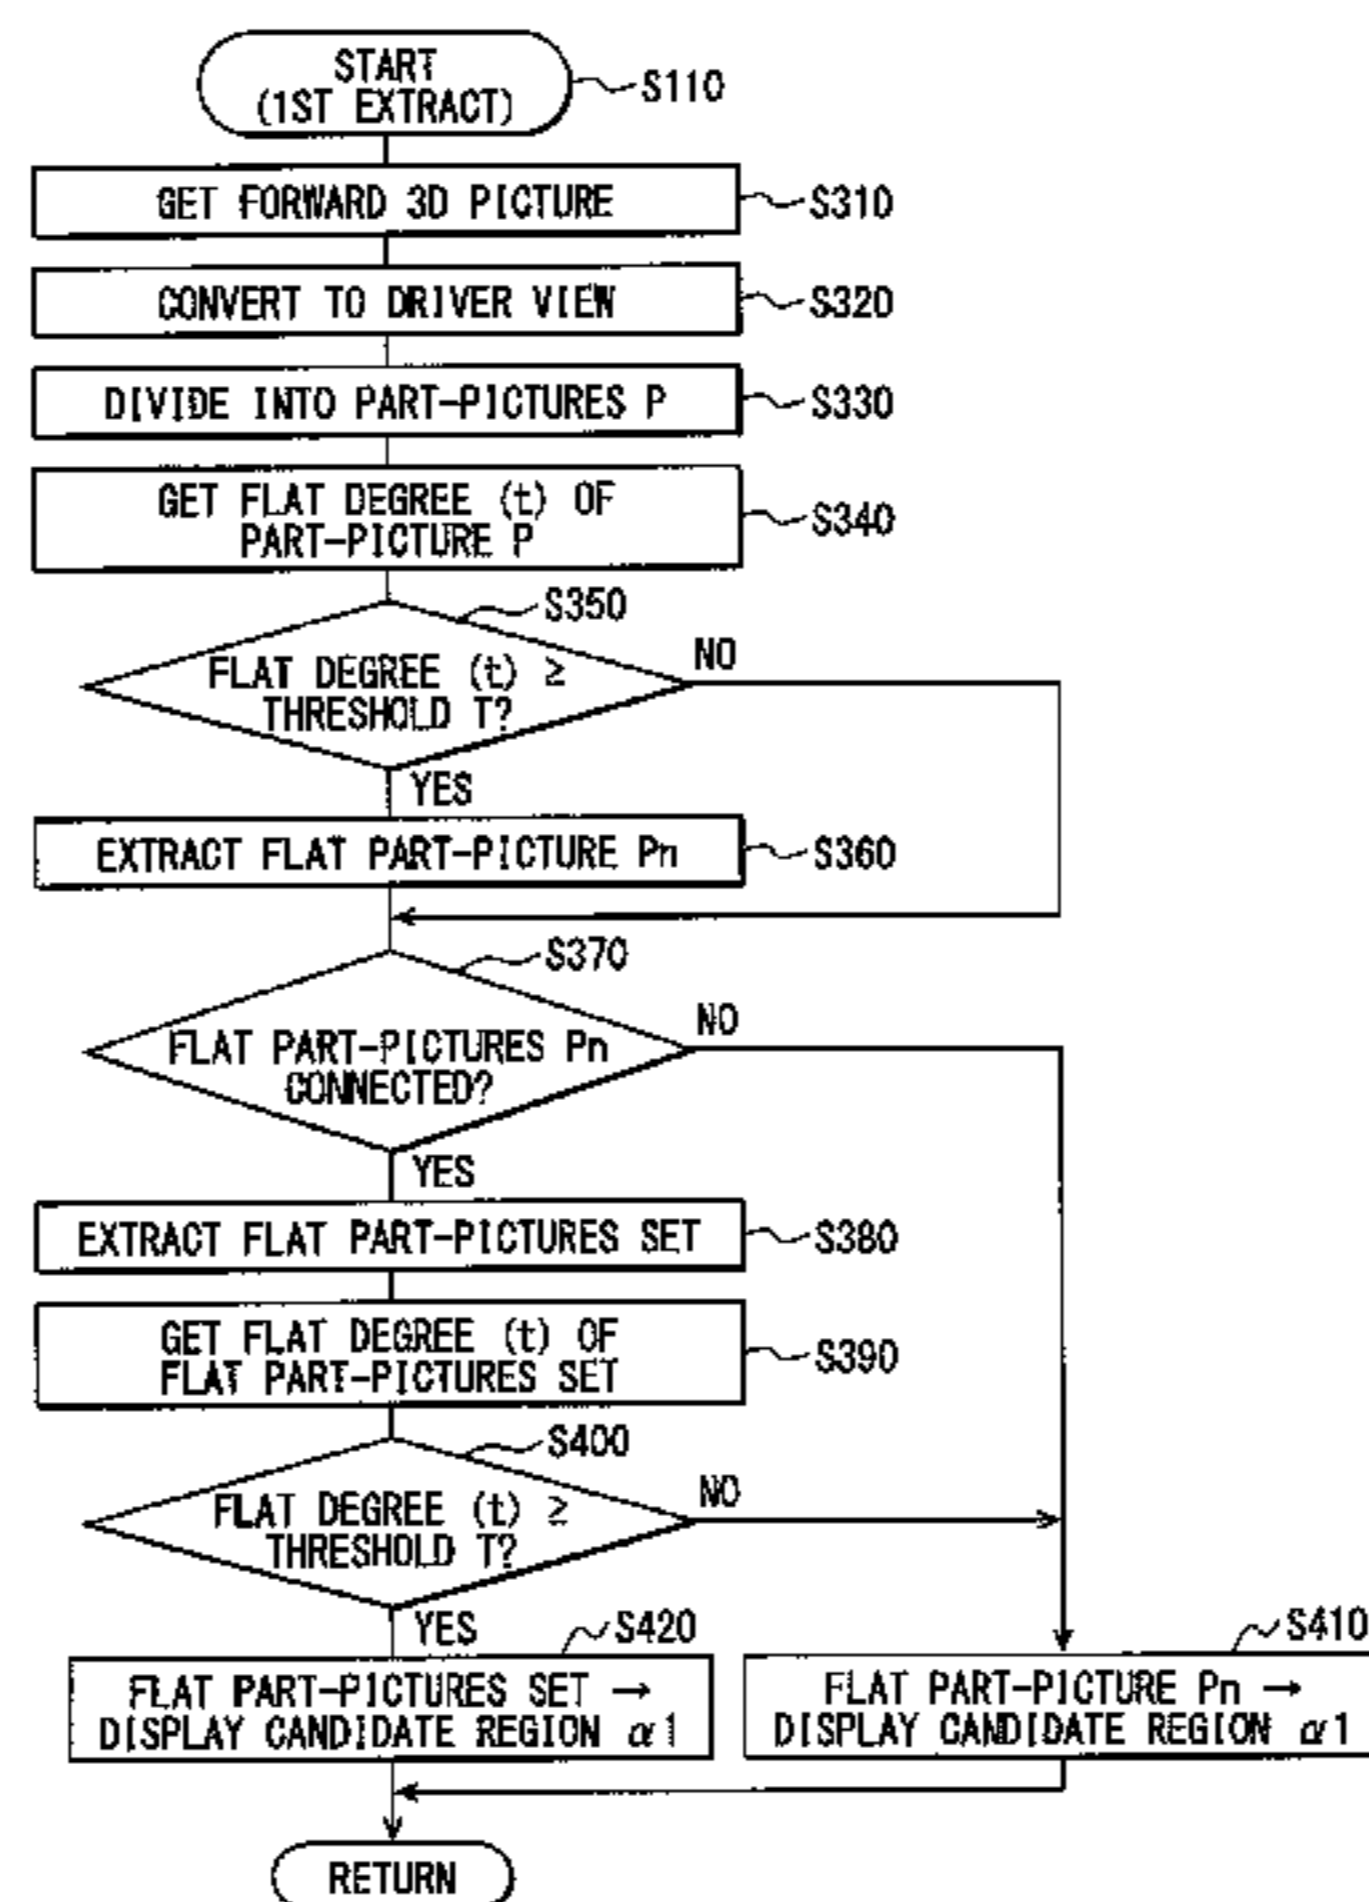 START
(1ST EXTRACT)
S110
GET FORWARD 3D PICTURE
S310
CONVERT TO DRIVER VIEW
S320
DIVIDE INTO PART-PICTURES P
S330
GET FLAT DEGREE (t) OF
PART-PICTURE P
S340
S350
FLAT DEGREE (t) ≥
THRESHOLD T?
NO
YES
EXTRACT FLAT PART-PICTURE Pn
S360
S370
FLAT PART-PICTURES Pn
CONNECTED?
NO
YES
EXTRACT FLAT PART-PICTURES SET
S380
GET FLAT DEGREE (t) OF
FLAT PART-PICTURES SET
S390
S400
FLAT DEGREE (t) ≥
THRESHOLD T?
NO
YES
S420
FLAT PART-PICTURES SET →
DISPLAY CANDIDATE REGION α1
S410
FLAT PART-PICTURE Pn →
DISPLAY CANDIDATE REGION α1
RETURN